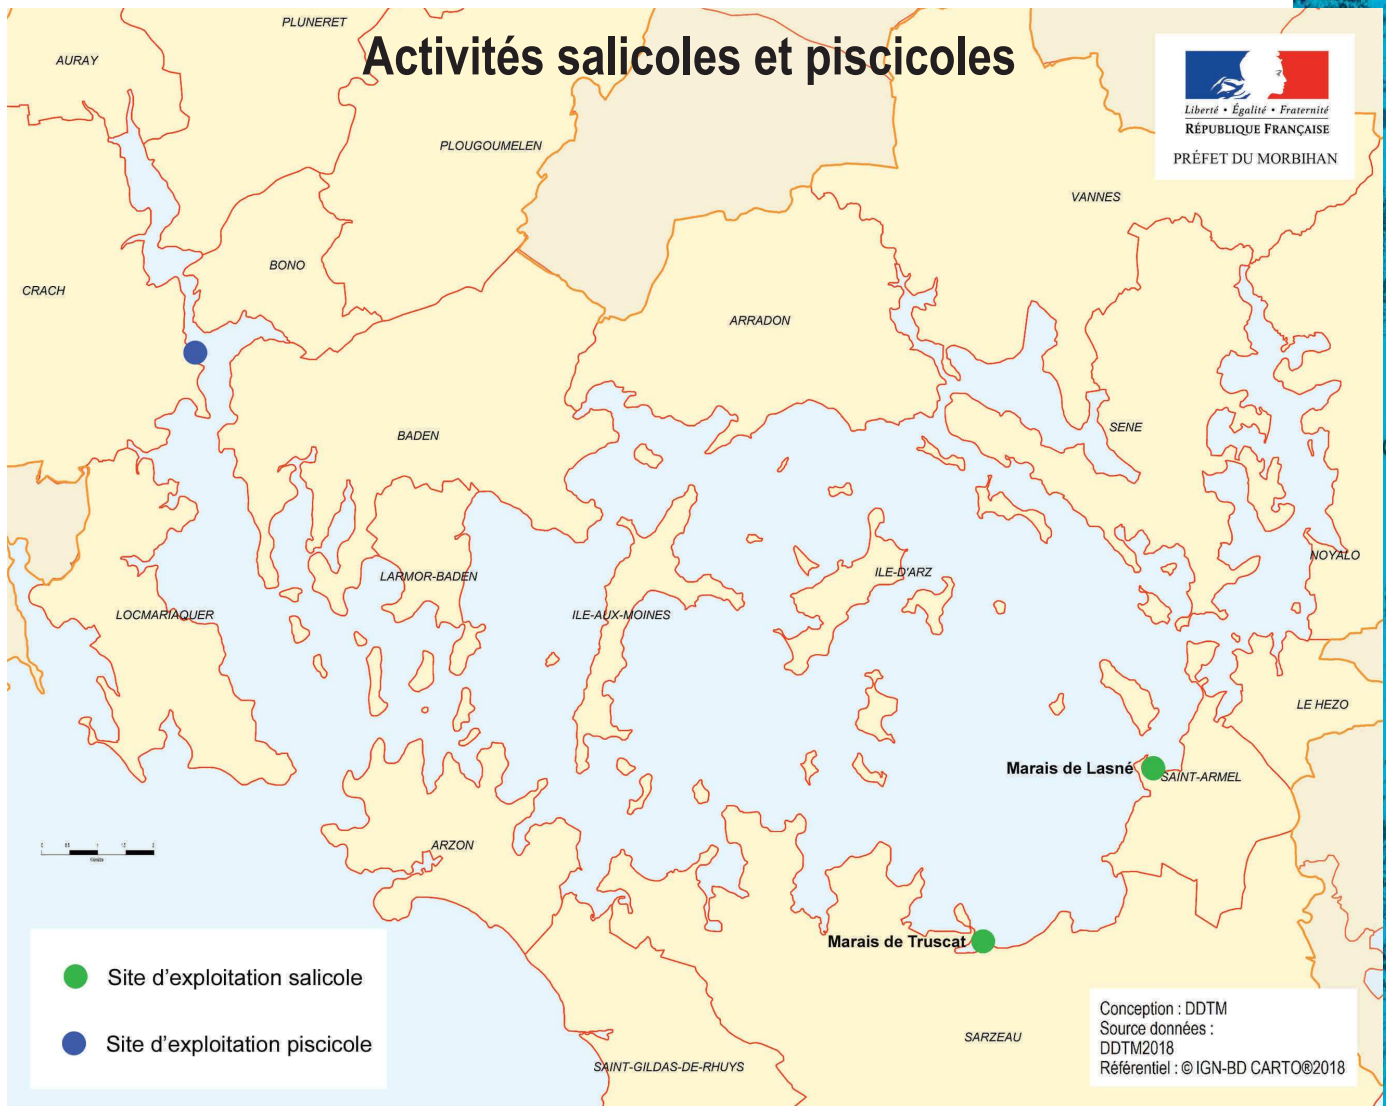 PLUNERET
Activités salicoles et piscicoles
AURAY
Liberté • Égalité • Fraternité
RÉPUBLIQUE FRANÇAISE
PRÉFET DU MORBIHAN
PLOUGOUMELEN
VANNES
BONO
CRACH
ARRADON
BADEN
SENE
NOYALO
ILE-D'ARZ
LARMOR-BADEN
LOCMARIAQUER
ILE-AUX-MOINES
LE HEZO
Marais de Lasné
SAINT-ARMEL
ARZON
Marais de Truscat
Site d'exploitation salicole
Site d'exploitation piscicole
SARZEAU
SAINT-GILDAS-DE-RHUYS
Conception : DDTM
Source données :
DDTM2018
Référentiel : © IGN-BD CARTO®2018